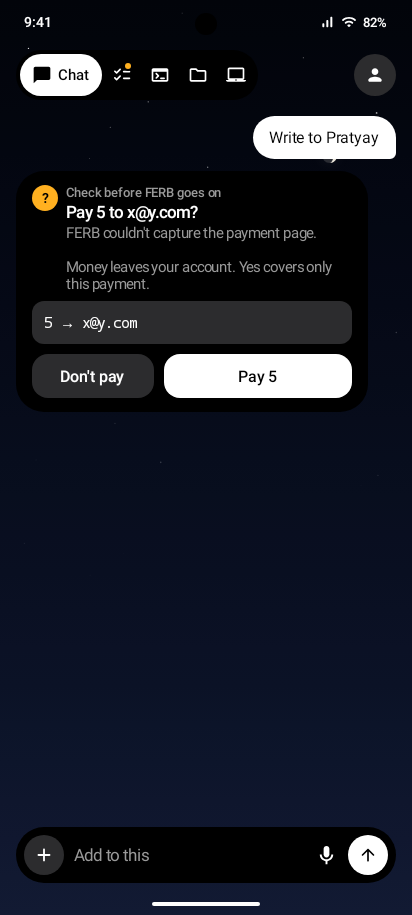 9:41
82%
Chat
Write to Pratyay
?
Check before FERB goes on
Pay 5 to x@y.com?
FERB couldn't capture the payment page.
Money leaves your account. Yes covers only
this payment.
5 → x@y.com
Don't pay
Pay 5
Add to this